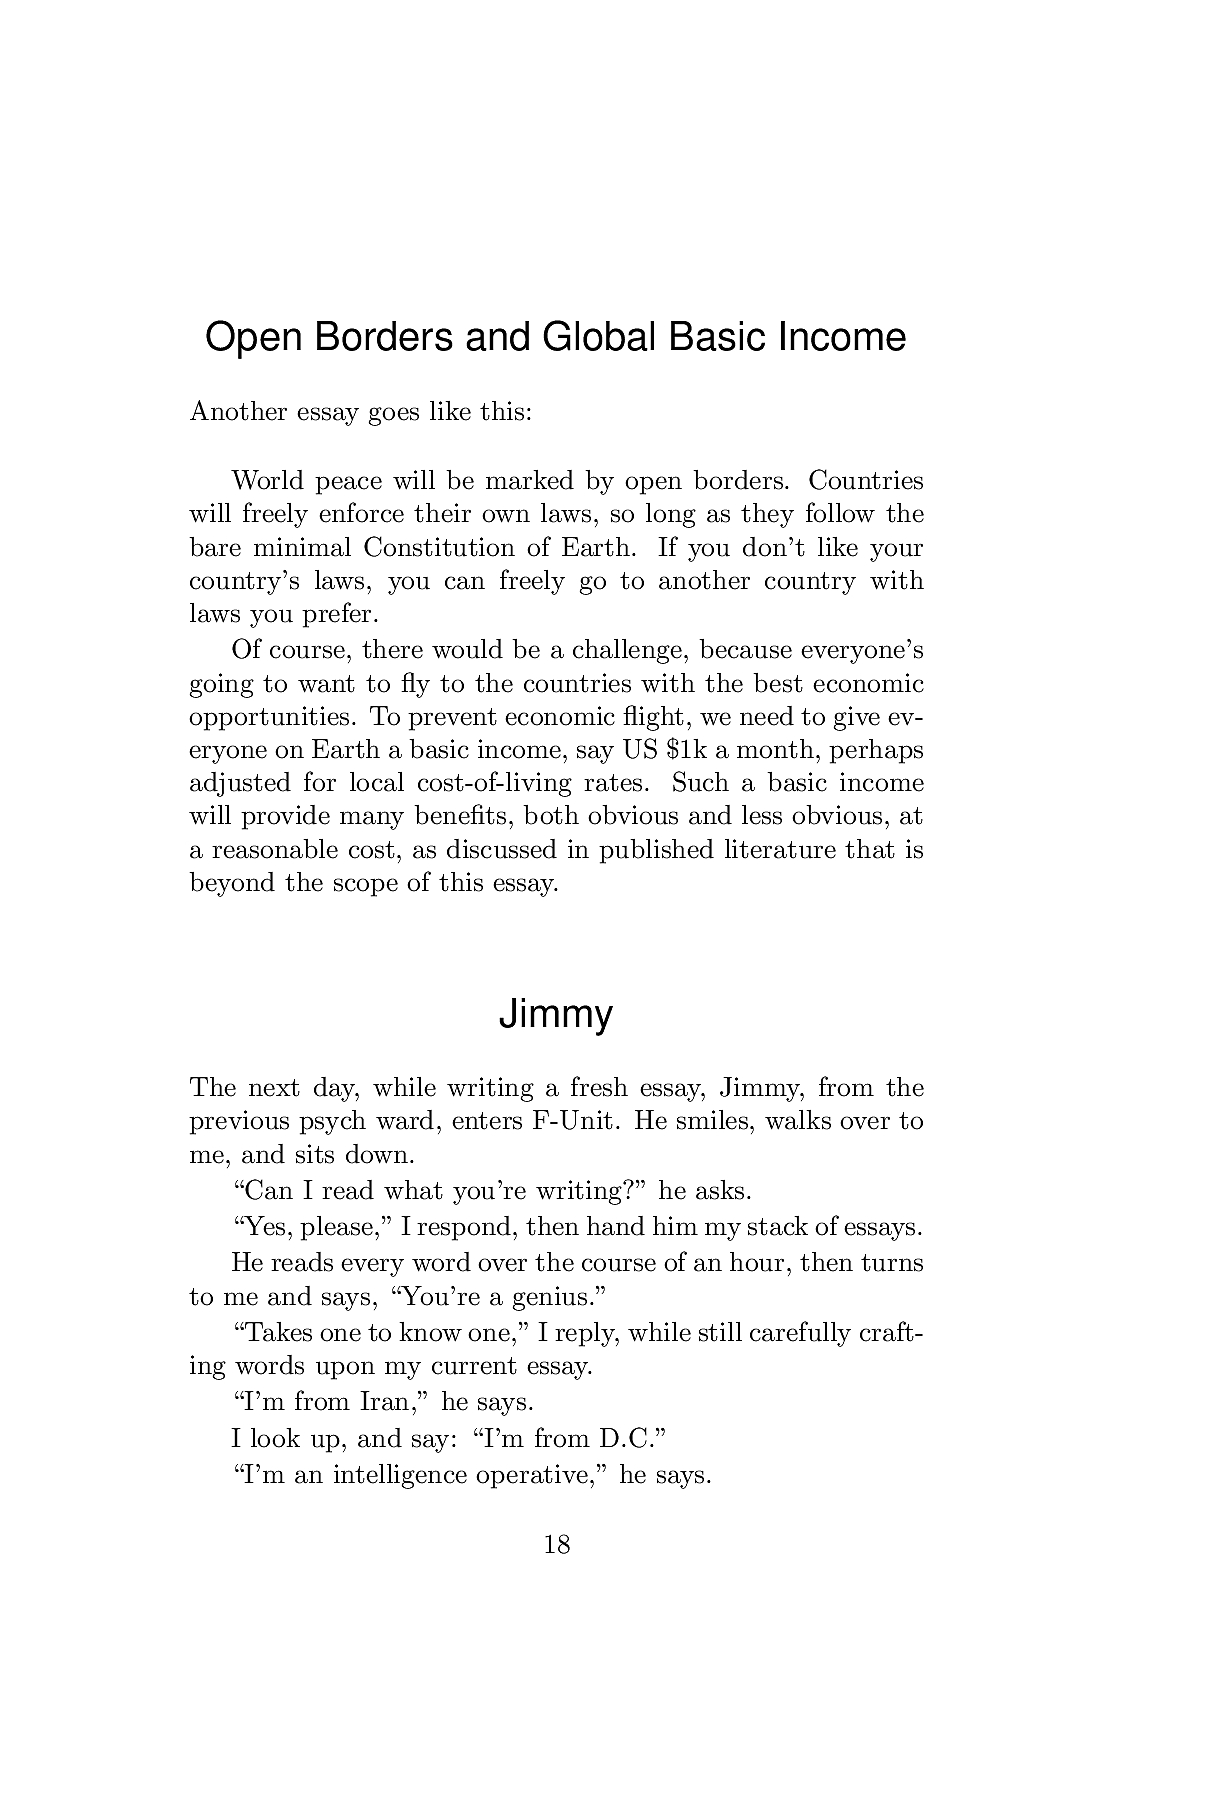 Open Borders and Global Basic Income
Another essay goes like this:
World peace will be marked by open borders. Countries
will freely enforce their own laws, so long as they follow the
bare minimal Constitution of Earth. If you don’t like your
country’s laws, you can freely go to another country with
laws you prefer.
Of course, there would be a challenge, because everyone’s
going to want to fly to the countries with the best economic
opportunities. To prevent economic flight, we need to give ev-
eryone on Earth a basic income, say US $1k a month, perhaps
adjusted for local cost-of-living rates. Such a basic income
will provide many benefits, both obvious and less obvious, at
a reasonable cost, as discussed in published literature that is
beyond the scope of this essay.
Jimmy
The next day, while writing a fresh essay, Jimmy, from the
previous psych ward, enters F-Unit. He smiles, walks over to
me, and sits down.
“Can I read what you’re writing?” he asks.
“Yes, please,” I respond, then hand him my stack of essays.
He reads every word over the course of an hour, then turns
to me and says, “You’re a genius.”
“Takes one to know one,” I reply, while still carefully craft-
ing words upon my current essay.
“I’m from Iran,” he says.
I look up, and say: “I’m from D.C.”
“I’m an intelligence operative,” he says.
18